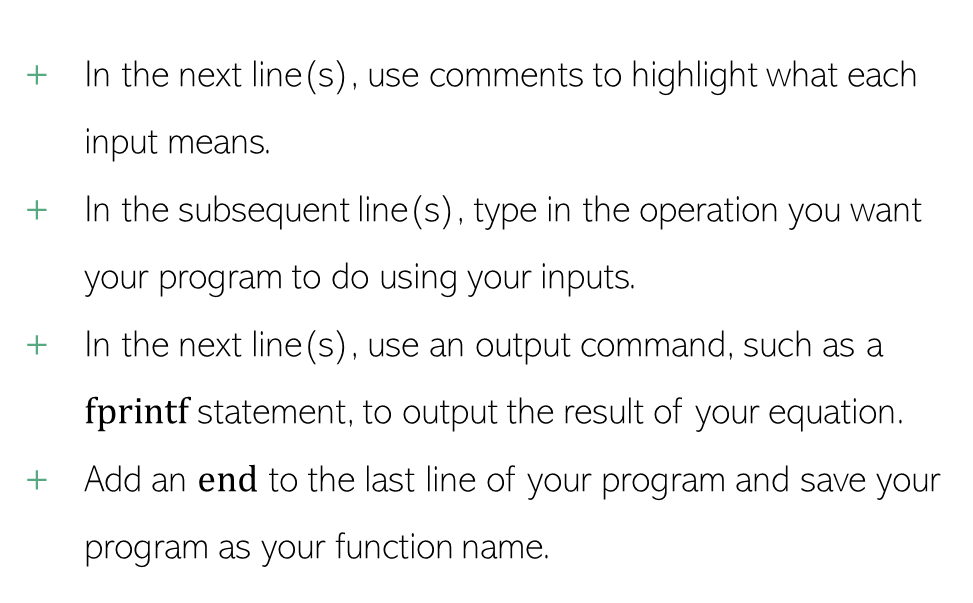 + In the next line(s), use comments to highlight what each
input means.
+ In the subsequent line(s), type in the operation you want
your program to do using your inputs.
+ In the next line(s), use an output command, such as a
fprintf statement, to output the result of your equation.
+ Add an end to the last line of your program and save your
program as your function name.